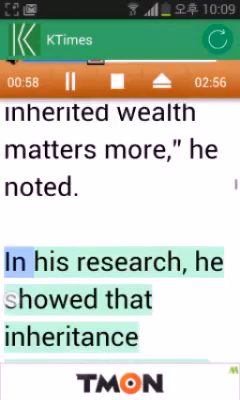 오후 10:09
KTimes
00:58
02:56
inherited wealth
matters more," he
noted.
In his research, he
showed that
inheritance
TMON